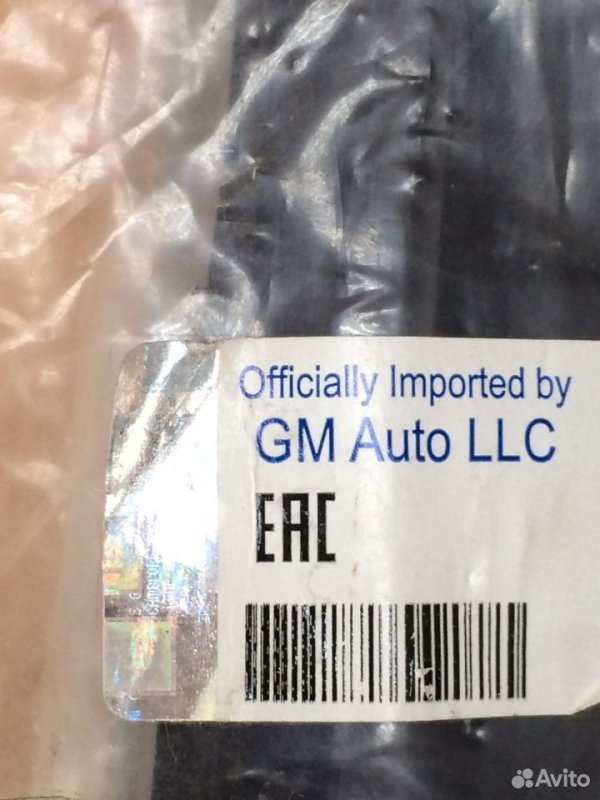 Officially Imported by
GM Auto LLC
EAC
Avito